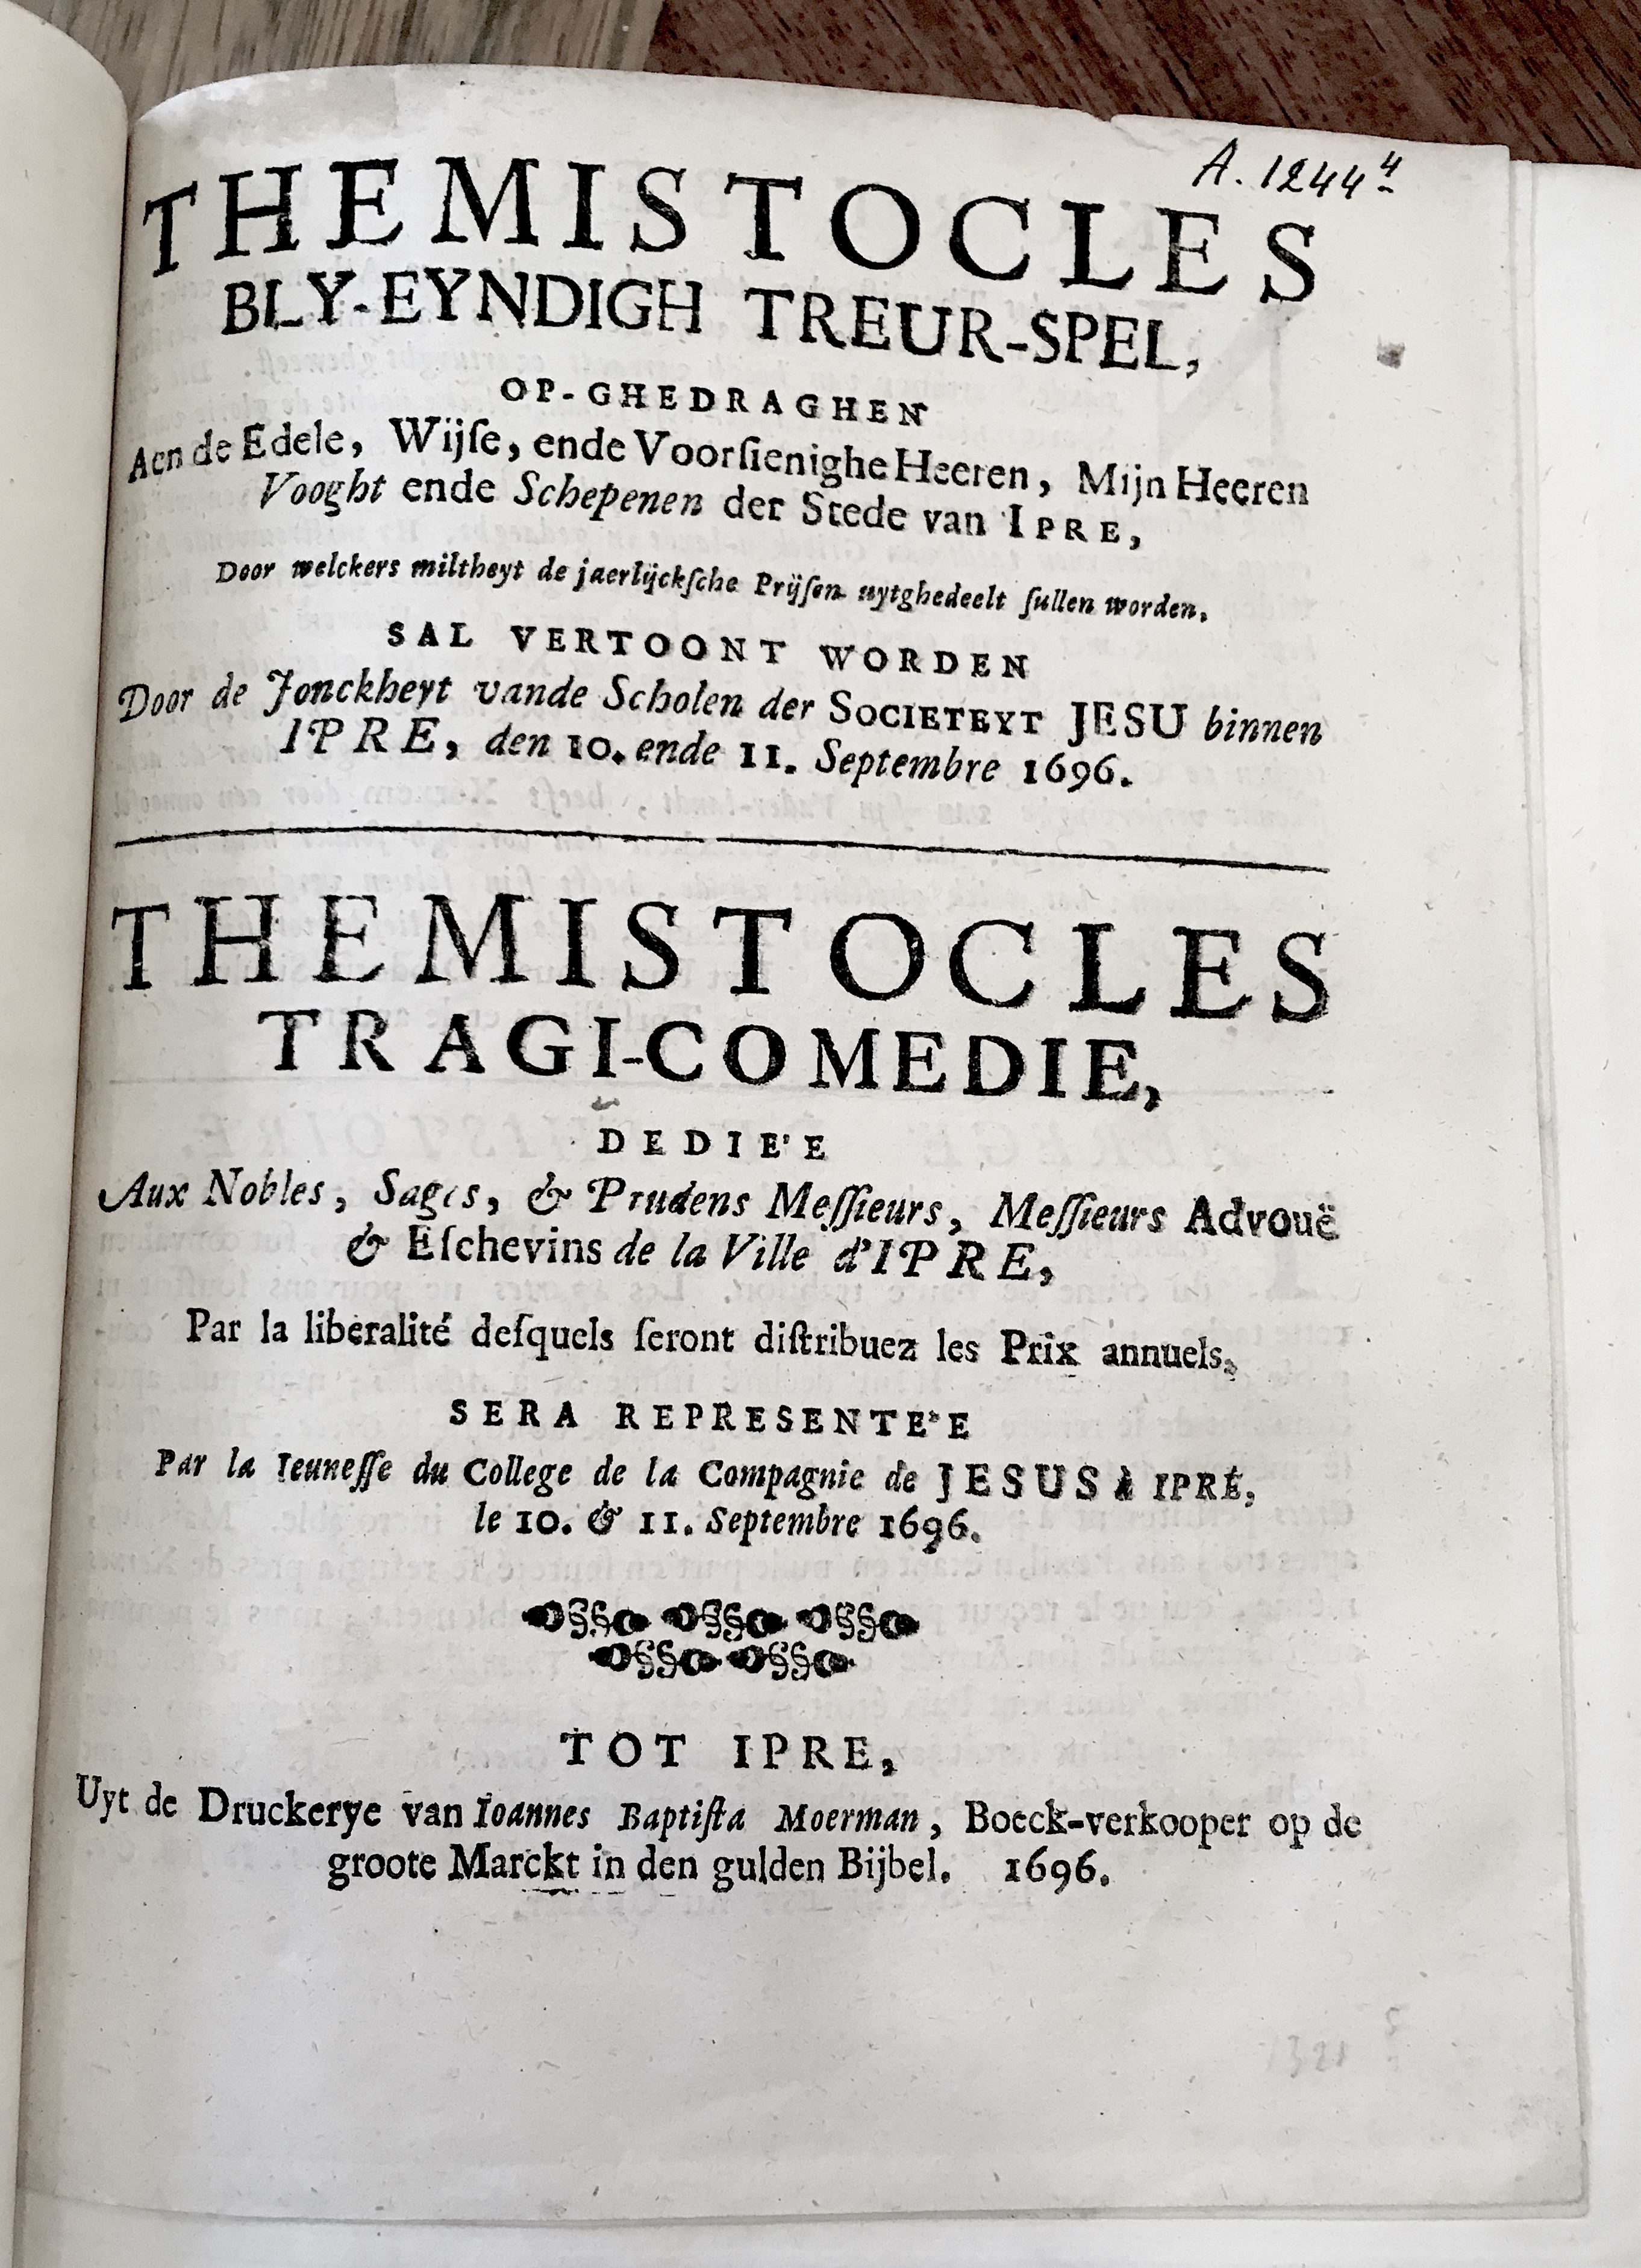 A. 1244⁴
THEMISTOCLES
BLY-EYNDIGH TREUR-SPEL,
OP-GHEDRAGHEN
Aen de Edele, Wijſe, ende Voorſienighe Heeren, Mijn Heeren
Vooght ende Schepenen der Stede van IPRE,
Door welckers miltheyt de jaerlijckſche Prijſen uytghedeelt ſullen worden.
SAL VERTOONT WORDEN
Door de Jonckheyt vande Scholen der SOCIETEYT JESU binnen
IPRE, den 10. ende 11. Septembre 1696.
THEMISTOCLES
TRAGI-COMEDIE,
DEDIE'E
Aux Nobles, Sages, & Prudens Meſſieurs, Meſſieurs Advouë
& Eſchevins de la Ville d'IPRE,
Par la liberalité deſquels ſeront diſtribuez les Prix annuels,
SERA REPRESENTE'E
Par la Ieuneſſe du College de la Compagnie de JESUS à IPRE,
le 10. & 11. Septembre 1696.
TOT IPRE,
Uyt de Druckerye van Ioannes Baptiſta Moerman, Boeck-verkooper op de
groote Marckt in den gulden Bijbel. 1696.